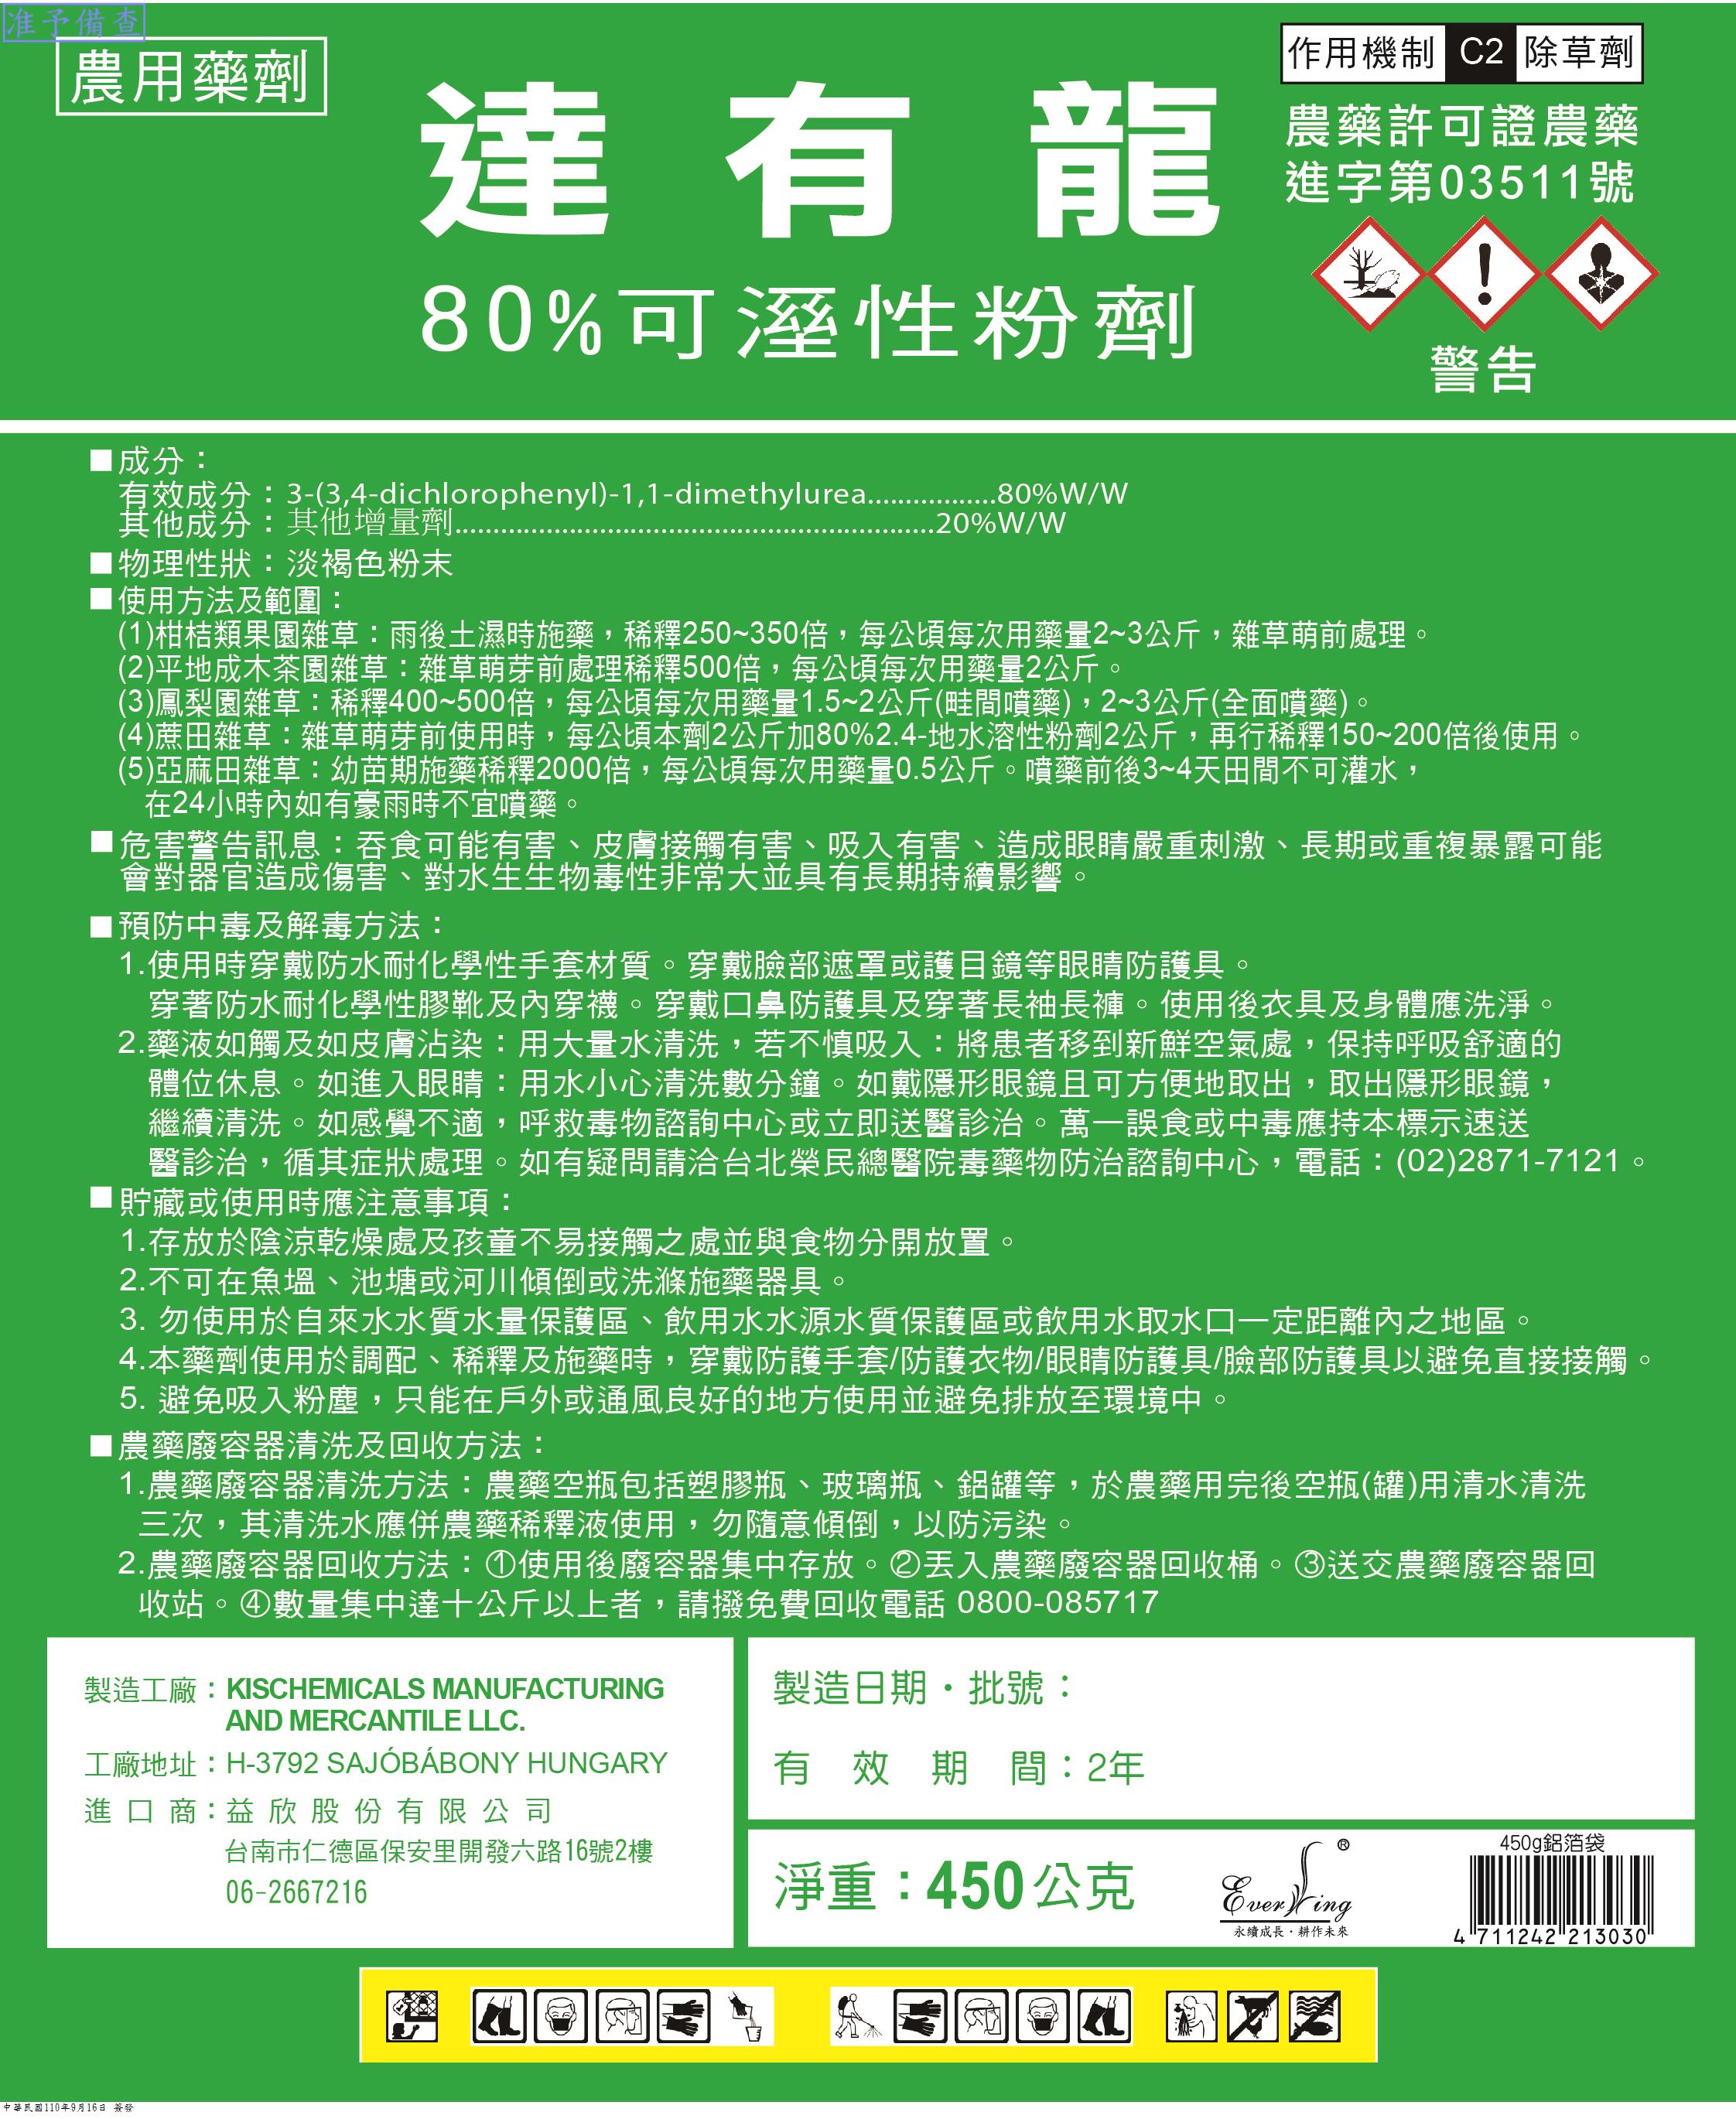 准予備查
農用藥劑
達有龍
80%可溼性粉劑
作用機制 C2 除草劑
農藥許可證農藥
進字第03511號
警告
■成分：
有效成分：3-(3,4-dichlorophenyl)-1,1-dimethylurea.................80%W/W
其他成分：其他增量劑...............................................................20%W/W
■物理性狀：淡褐色粉末
■使用方法及範圍：
(1)柑桔類果園雜草：雨後土濕時施藥，稀釋250~350倍，每公頃每次用藥量2~3公斤，雜草萌前處理。
(2)平地成木茶園雜草：雜草萌芽前處理稀釋500倍，每公頃每次用藥量2公斤。
(3)鳳梨園雜草：稀釋400~500倍，每公頃每次用藥量1.5~2公斤(畦間噴藥)，2~3公斤(全面噴藥)。
(4)蔗田雜草：雜草萌芽前使用時，每公頃本劑2公斤加80%2.4-地水溶性粉劑2公斤，再行稀釋150~200倍後使用。
(5)亞麻田雜草：幼苗期施藥稀釋2000倍，每公頃每次用藥量0.5公斤。噴藥前後3~4天田間不可灌水，
在24小時內如有豪雨時不宜噴藥。
■危害警告訊息：吞食可能有害、皮膚接觸有害、吸入有害、造成眼睛嚴重刺激、長期或重複暴露可能
會對器官造成傷害、對水生生物毒性非常大並具有長期持續影響。
■預防中毒及解毒方法：
1.使用時穿戴防水耐化學性手套材質。穿戴臉部遮罩或護目鏡等眼睛防護具。
穿著防水耐化學性膠靴及內穿襪。穿戴口鼻防護具及穿著長袖長褲。使用後衣具及身體應洗淨。
2.藥液如觸及如皮膚沾染：用大量水清洗，若不慎吸入：將患者移到新鮮空氣處，保持呼吸舒適的
體位休息。如進入眼睛：用水小心清洗數分鐘。如戴隱形眼鏡且可方便地取出，取出隱形眼鏡，
繼續清洗。如感覺不適，呼救毒物諮詢中心或立即送醫診治。萬一誤食或中毒應持本標示速送
醫診治，循其症狀處理。如有疑問請洽台北榮民總醫院毒藥物防治諮詢中心，電話：(02)2871-7121。
■貯藏或使用時應注意事項：
1.存放於陰涼乾燥處及孩童不易接觸之處並與食物分開放置。
2.不可在魚塭、池塘或河川傾倒或洗滌施藥器具。
3. 勿使用於自來水水質水量保護區、飲用水水源水質保護區或飲用水取水口一定距離內之地區。
4.本藥劑使用於調配、稀釋及施藥時，穿戴防護手套/防護衣物/眼睛防護具/臉部防護具以避免直接接觸。
5. 避免吸入粉塵，只能在戶外或通風良好的地方使用並避免排放至環境中。
■農藥廢容器清洗及回收方法：
1.農藥廢容器清洗方法：農藥空瓶包括塑膠瓶、玻璃瓶、鋁罐等，於農藥用完後空瓶(罐)用清水清洗
三次，其清洗水應併農藥稀釋液使用，勿隨意傾倒，以防污染。
2.農藥廢容器回收方法：①使用後廢容器集中存放。②丟入農藥廢容器回收桶。③送交農藥廢容器回
收站。④數量集中達十公斤以上者，請撥免費回收電話 0800-085717
製造工廠：KISCHEMICALS MANUFACTURING
AND MERCANTILE LLC.
工廠地址：H-3792 SAJÓBÁBONY HUNGARY
進口商：益欣股份有限公司
台南市仁德區保安里開發六路16號2樓
06-2667216
製造日期・批號：
有效期間：2年
淨重：450公克
EverXing ®
永續成長・耕作未來
450g鋁箔袋
4 711242 213030
中華民國110年9月16日 簽發